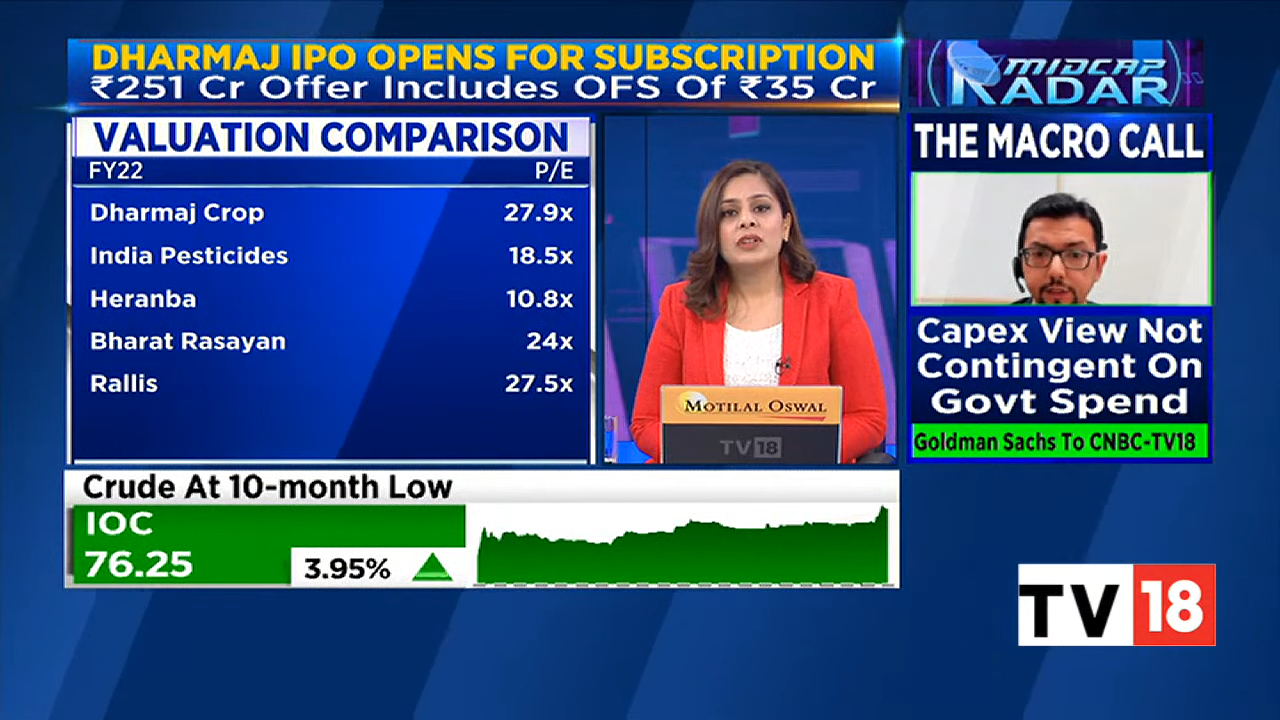 DHARMAJ IPO OPENS FOR SUBSCRIPTION
₹251 Cr Offer Includes OFS Of ₹35 Cr
MIDCAP
RADAR
VALUATION COMPARISON
FY22 P/E
Dharmaj Crop 27.9x
India Pesticides 18.5x
Heranba 10.8x
Bharat Rasayan 24x
Rallis 27.5x
MOTILAL OSWAL
TV18
THE MACRO CALL
Capex View Not
Contingent On
Govt Spend
Goldman Sachs To CNBC-TV18
Crude At 10-month Low
IOC
76.25 3.95%
TV18